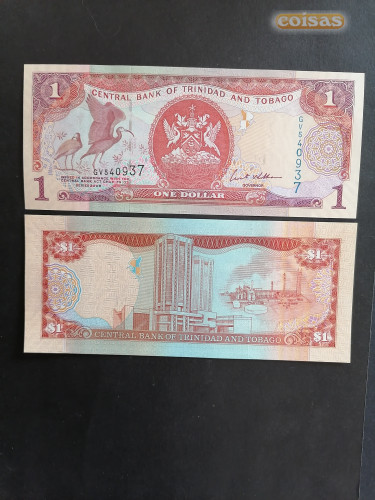 coisas
1
1
CENTRAL BANK OF TRINIDAD AND TOBAGO
GV540937
GV540937
GOVERNOR
1
ONE DOLLAR
1
$1
$1
$1
$1
CENTRAL BANK OF TRINIDAD AND TOBAGO